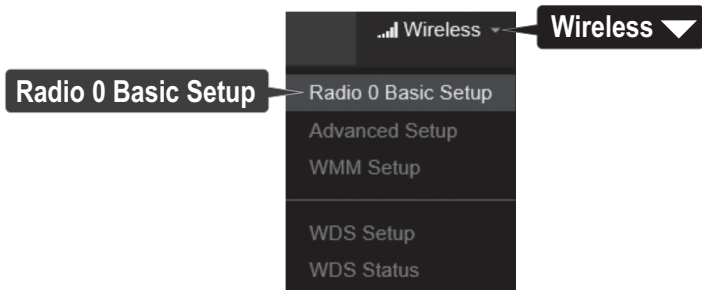 Wireless
Wireless
Radio 0 Basic Setup
Radio 0 Basic Setup
Advanced Setup
WMM Setup
WDS Setup
WDS Status